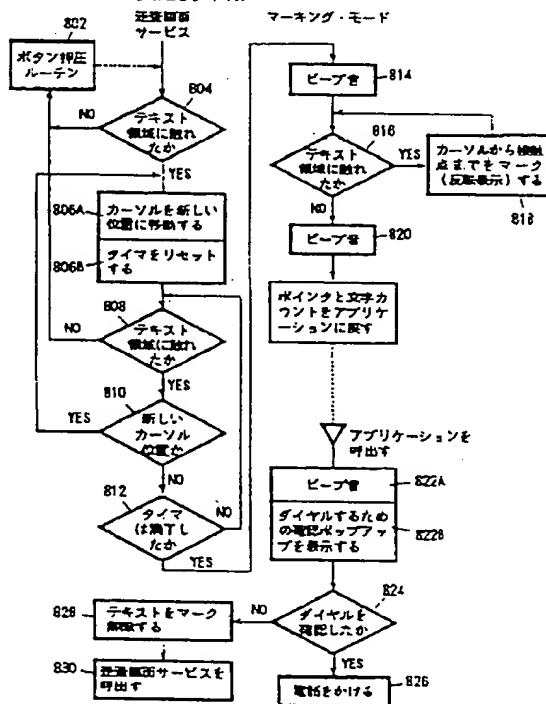 サービス
マーキング・モード
802
ボタン押圧
ルーテン
804
テキスト
領域に触れ
たか
NO
YES
806A
カーソルを新しい
位置に移動する
806B
タイマをリセット
する
808
テキスト
領域に触れ
たか
NO
YES
810
新しい
カーソル
位置か
YES
NO
812
タイマ
は満了し
たか
NO
YES
ビープ音
814
816
テキスト
領域に触れ
たか
YES
NO
カーソルから接触
点までをマーク
(反転表示)する
818
ビープ音
820
ポインタと文字カ
ウントをアプリケ
ーションに戻す
アプリケーションを
呼出す
ビープ音
822A
ダイヤルするため
の確認ポップアッ
プを表示する
822B
824
ダイヤルを
確認したか
NO
YES
828
テキストをマーク
解除する
830
サービスを
呼出す
電話をかける
826